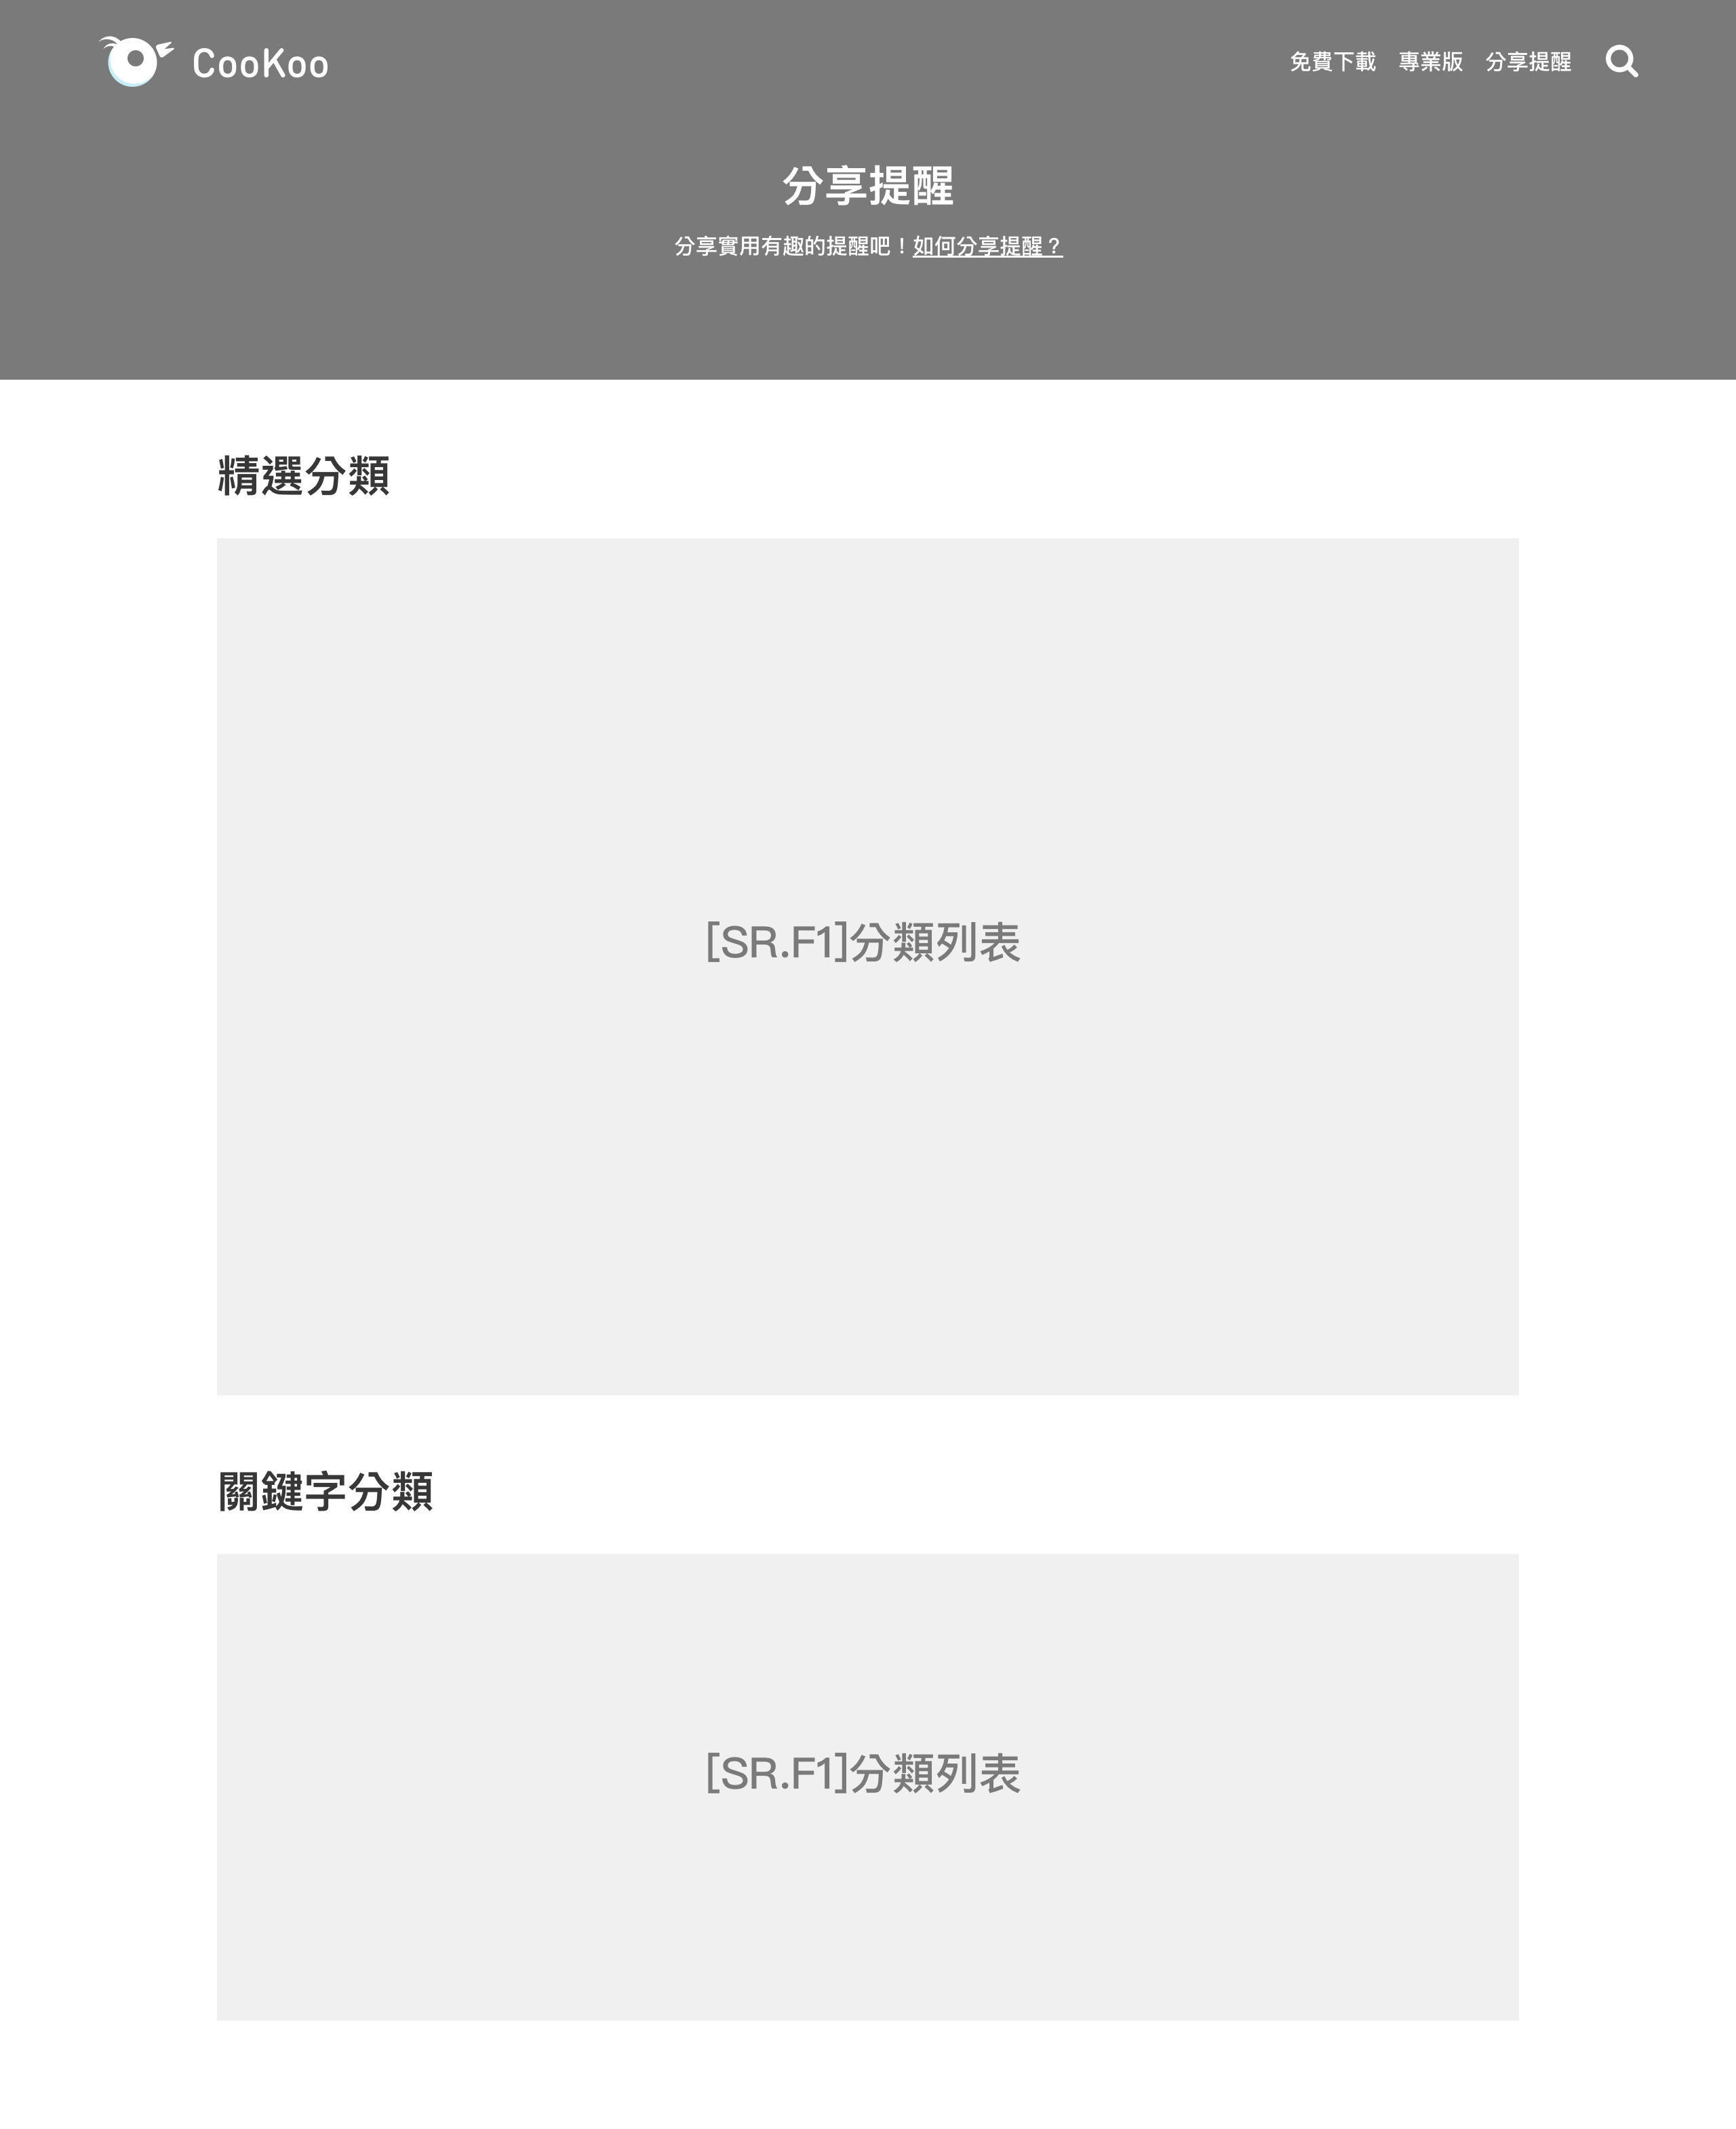 Cookoo
免費下載
專業版
分享提醒
分享提醒
分享實用有趣的提醒吧！如何分享提醒？
精選分類
[SR.F1]分類列表
關鍵字分類
[SR.F1]分類列表